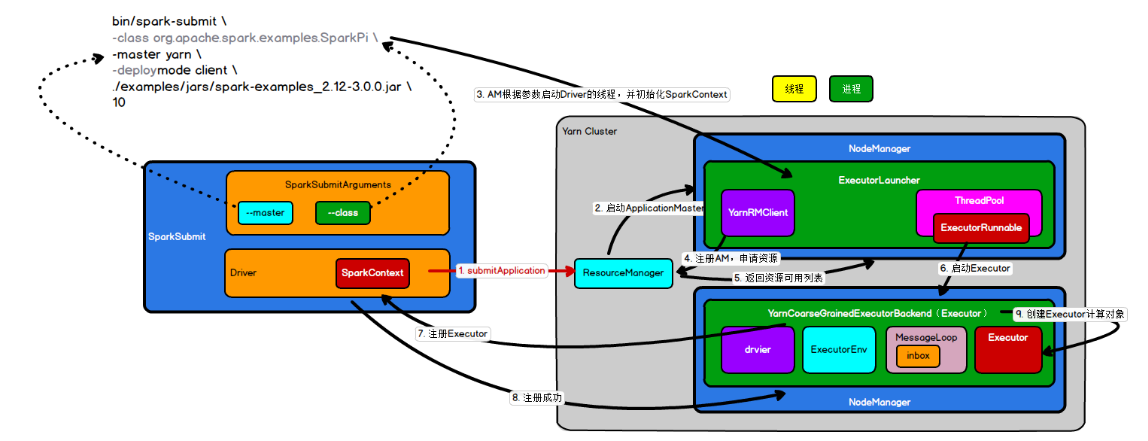 bin/spark-submit \
-class org.apache.spark.examples.SparkPi \
-master yarn \
-deploymode client \
./examples/jars/spark-examples_2.12-3.0.0.jar \
10
3. AM根据参数启动Driver的线程，并初始化SparkContext
线程
进程
Yarn Cluster
NodeManager
ExecutorLauncher
YarnRMClient
ThreadPool
ExecutorRunnable
SparkSubmitArguments
--master
--class
SparkSubmit
Driver
SparkContext
1. submitApplication
2. 启动ApplicationMaster
ResourceManager
4. 注册AM，申请资源
5. 返回资源可用列表
6. 启动Executor
7. 注册Executor
8. 注册成功
YarnCoarseGrainedExecutorBackend（Executor）
9. 创建Executor计算对象
drvier
ExecutorEnv
MessageLoop
inbox
Executor
NodeManager